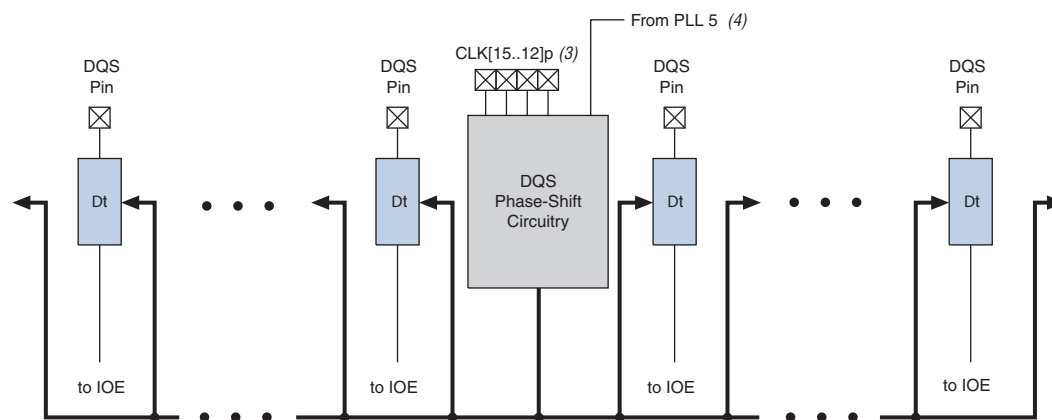 From PLL 5 (4)
CLK[15..12]p (3)
DQS
Pin
DQS
Pin
DQS
Pin
DQS
Pin
Dt
Dt
DQS
Phase-Shift
Circuitry
Dt
Dt
to IOE
to IOE
to IOE
to IOE